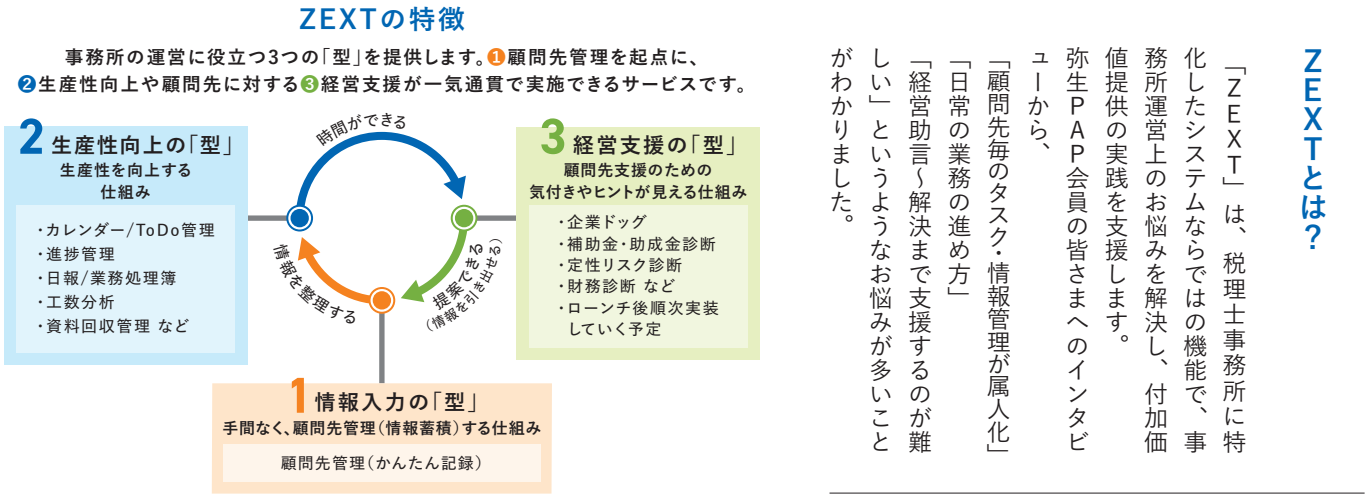 ZEXTの特徴
事務所の運営に役立つ3つの「型」を提供します。❶顧問先管理を起点に、
❷生産性向上や顧問先に対する❸経営支援が一気通貫で実施できるサービスです。
2 生産性向上の「型」
生産性を向上する
仕組み
・カレンダー/ToDo管理
・進捗管理
・日報/業務処理簿
・工数分析
・資料回収管理 など
時間ができる
3 経営支援の「型」
顧問先支援のための
気付きやヒントが見える仕組み
・企業ドッグ
・補助金・助成金診断
・定性リスク診断
・財務診断 など
・ローンチ後順次実装
していく予定
提案できる
(情報を引き出せる)
情報を整理する
1 情報入力の「型」
手間なく、顧問先管理(情報蓄積)する仕組み
顧問先管理(かんたん記録)
ZEXTとは?
「ZEXT」は、税理士事務所に特
化したシステムならではの機能で、事
務所運営上のお悩みを解決し、付加価
値提供の実践を支援します。
弥生PAP会員の皆さまへのインタビ
ューから、
「顧問先毎のタスク・情報管理が属人化」
「日常の業務の進め方」
「経営助言〜解決まで支援するのが難
しい」というようなお悩みが多いこと
がわかりました。